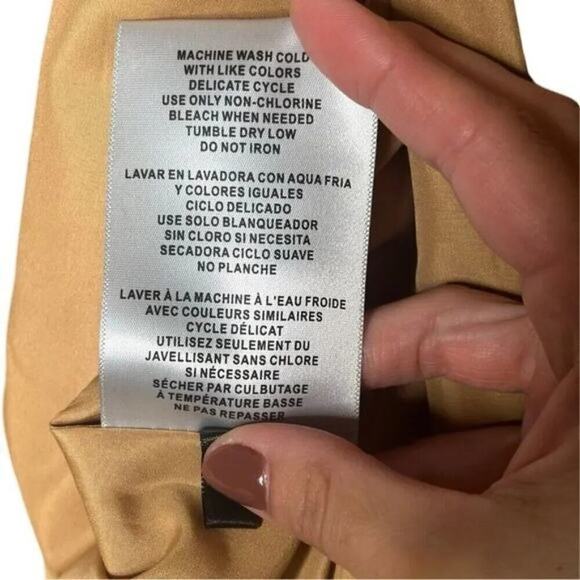 MACHINE WASH COLD
WITH LIKE COLORS
DELICATE CYCLE
USE ONLY NON-CHLORINE
BLEACH WHEN NEEDED
TUMBLE DRY LOW
DO NOT IRON
LAVAR EN LAVADORA CON AQUA FRIA
Y COLORES IGUALES
CICLO DELICADO
USE SOLO BLANQUEADOR
SIN CLORO SI NECESITA
SECADORA CICLO SUAVE
NO PLANCHE
LAVER À LA MACHINE À L'EAU FROIDE
AVEC COULEURS SIMILAIRES
CYCLE DÉLICAT
UTILISEZ SEULEMENT DU
JAVELLISANT SANS CHLORE
SI NÉCESSAIRE
SÉCHER PAR CULBUTAGE
À TEMPÉRATURE BASSE
NE PAS REPASSER